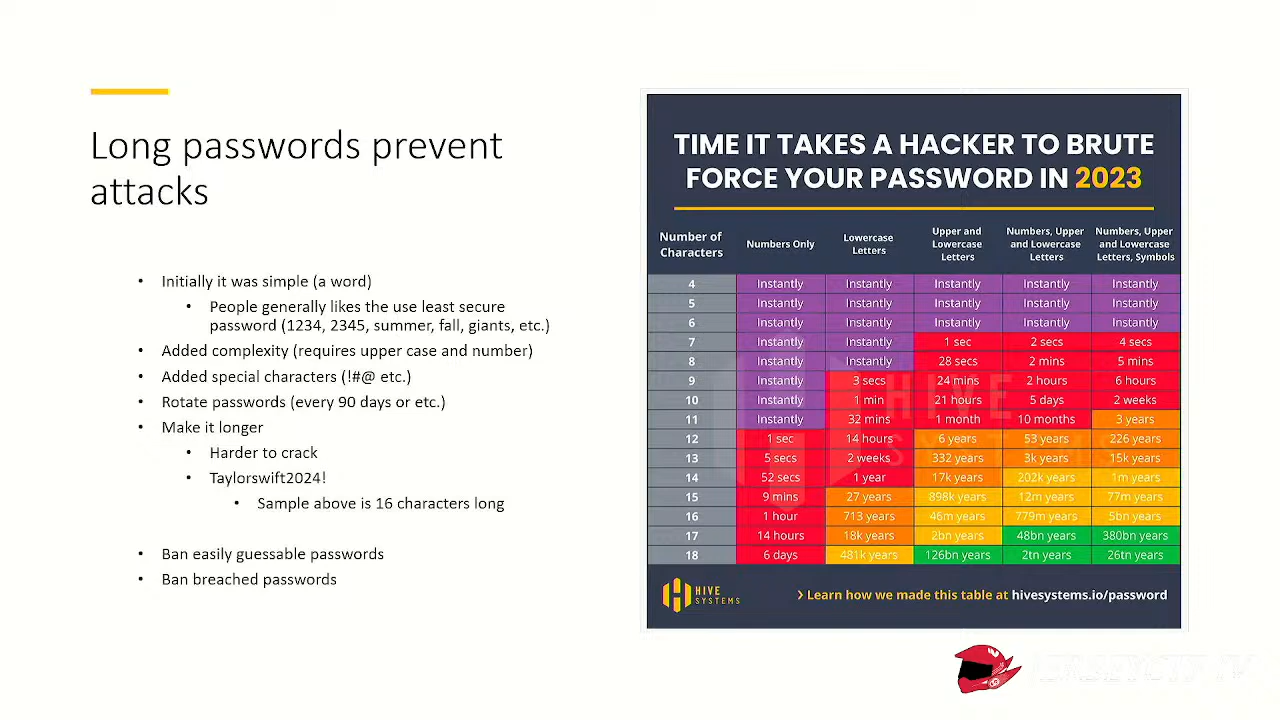 Long passwords prevent
attacks
• Initially it was simple (a word)
• People generally likes the use least secure
password (1234, 2345, summer, fall, giants, etc.)
• Added complexity (requires upper case and number)
• Added special characters (!#@ etc.)
• Rotate passwords (every 90 days or etc.)
• Make it longer
• Harder to crack
• Taylorswift2024!
• Sample above is 16 characters long
• Ban easily guessable passwords
• Ban breached passwords
TIME IT TAKES A HACKER TO BRUTE
FORCE YOUR PASSWORD IN 2023
Number of Characters Numbers Only Lowercase Letters Upper and Lowercase Letters Numbers, Upper and Lowercase Letters Numbers, Upper and Lowercase Letters, Symbols
4 Instantly Instantly Instantly Instantly Instantly
5 Instantly Instantly Instantly Instantly Instantly
6 Instantly Instantly Instantly Instantly Instantly
7 Instantly Instantly 1 sec 2 secs 4 secs
8 Instantly Instantly 28 secs 2 mins 5 mins
9 Instantly 3 secs 24 mins 2 hours 6 hours
10 Instantly 1 min 21 hours 5 days 2 weeks
11 Instantly 32 mins 1 month 10 months 3 years
12 1 sec 14 hours 6 years 53 years 226 years
13 5 secs 2 weeks 332 years 3k years 15k years
14 52 secs 1 year 17k years 202k years 1m years
15 9 mins 27 years 898k years 12m years 77m years
16 1 hour 713 years 46m years 779m years 5bn years
17 14 hours 18k years 2bn years 48bn years 380bn years
18 6 days 481k years 126bn years 2tn years 26tn years
HIVE
SYSTEMS
HIVE
SYSTEMS
› Learn how we made this table at hivesystems.io/password